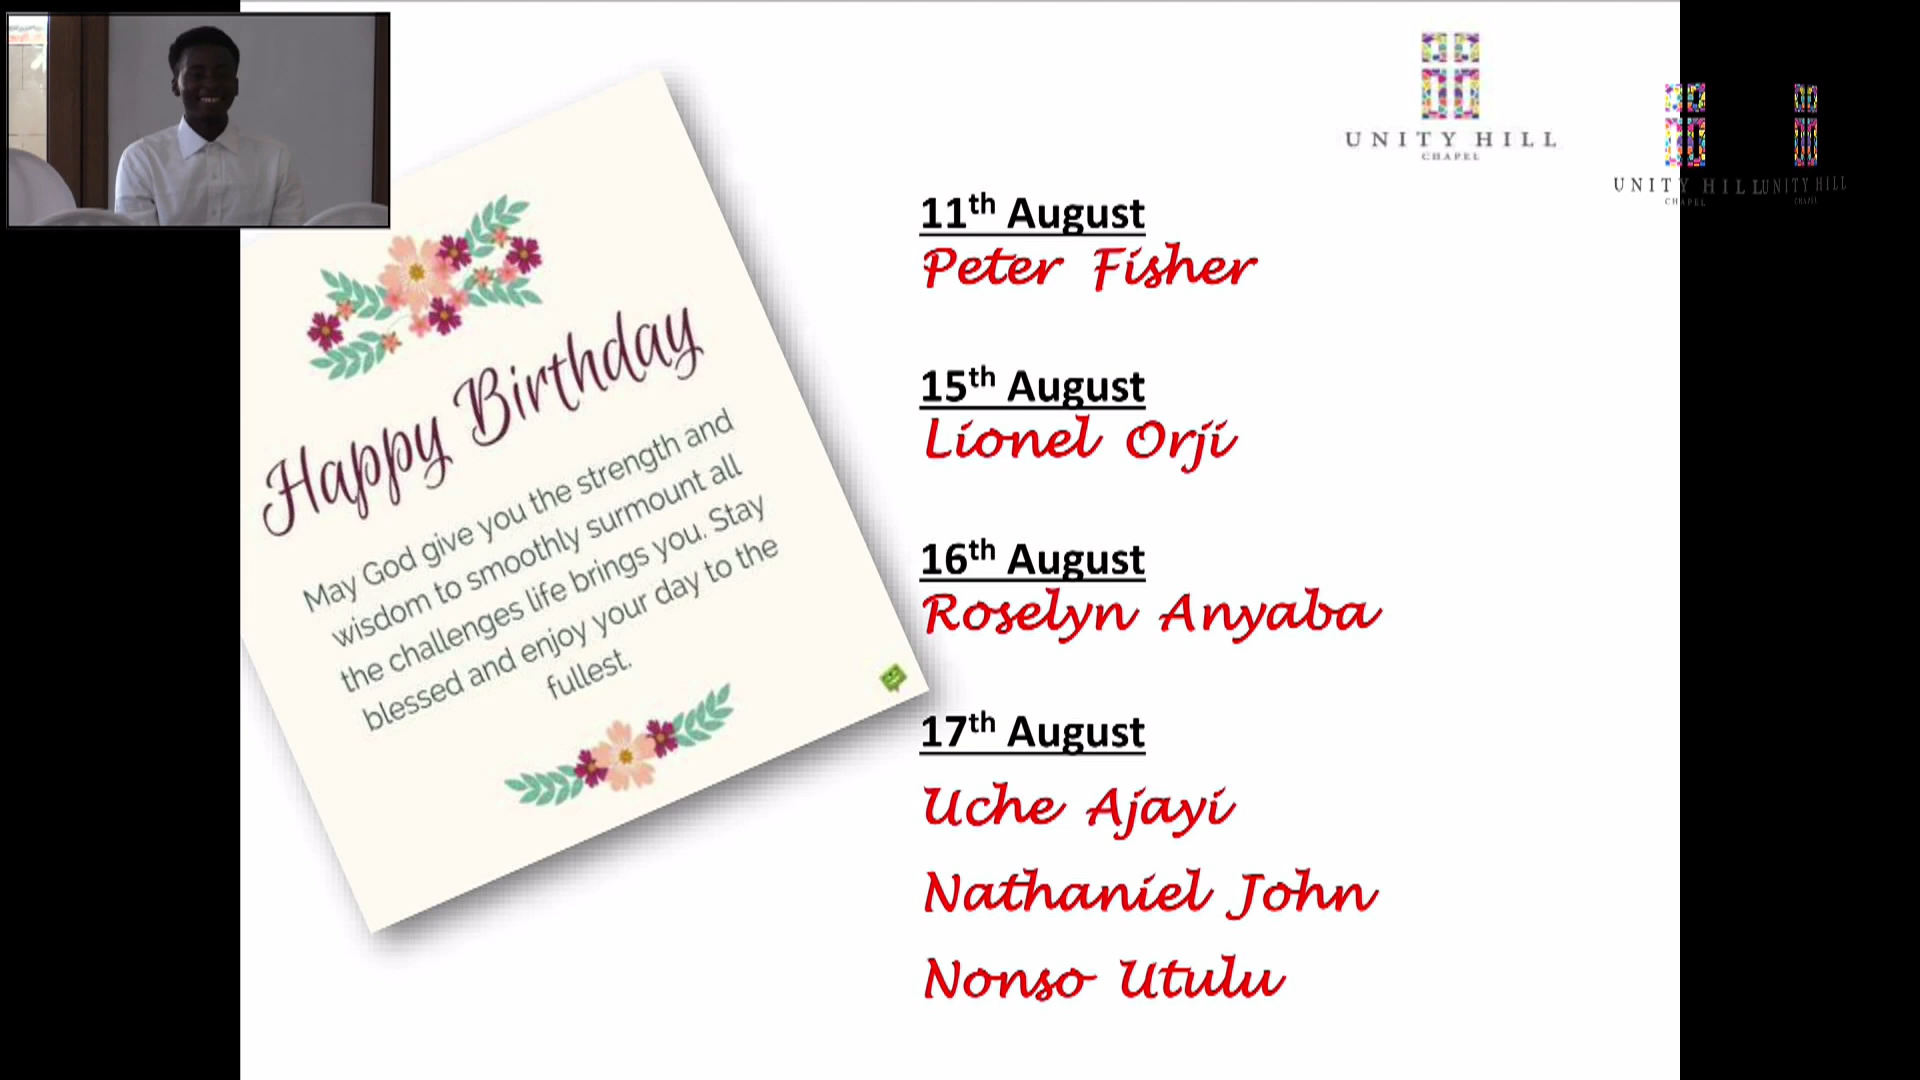 UNITY HILL
CHAPEL
UNITY HILL
CHAPEL
UNITY HILL
CHAPEL
Happy Birthday
May God give you the strength and
wisdom to smoothly surmount all
the challenges life brings you. Stay
blessed and enjoy your day to the
fullest.
11th August
Peter Fisher
15th August
Lionel Orji
16th August
Roselyn Anyaba
17th August
Uche Ajayi
Nathaniel John
Nonso Utulu